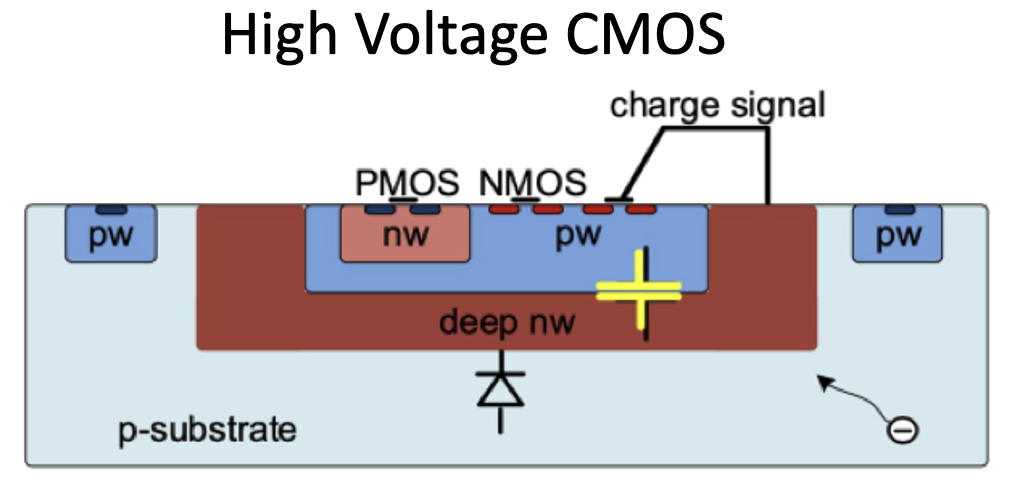 High Voltage CMOS
charge signal
PMOS NMOS
pw
nw
pw
pw
deep nw
p-substrate